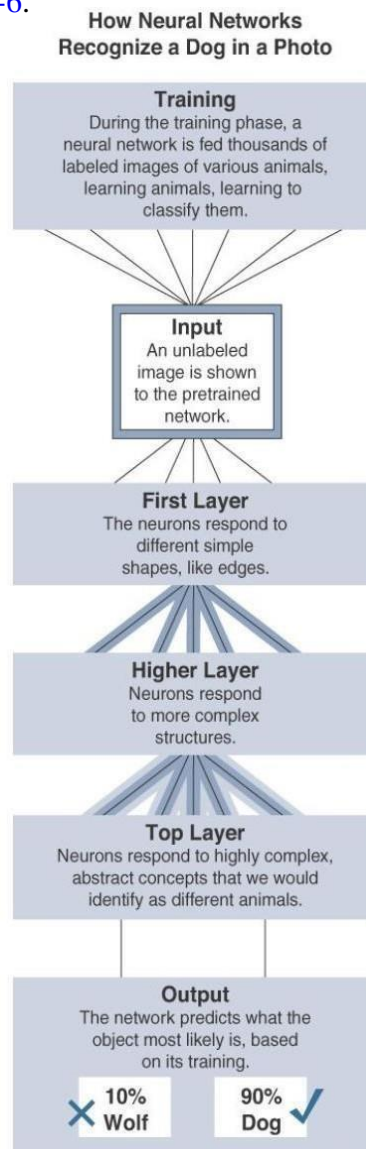 -6.
How Neural Networks
Recognize a Dog in a Photo
Training
During the training phase, a
neural network is fed thousands of
labeled images of various animals,
learning animals, learning to
classify them.
Input
An unlabeled
image is shown
to the pretrained
network.
First Layer
The neurons respond to
different simple
shapes, like edges.
Higher Layer
Neurons respond
to more complex
structures.
Top Layer
Neurons respond to highly complex,
abstract concepts that we would
identify as different animals.
Output
The network predicts what the
object most likely is, based
on its training.
10%
Wolf
90%
Dog